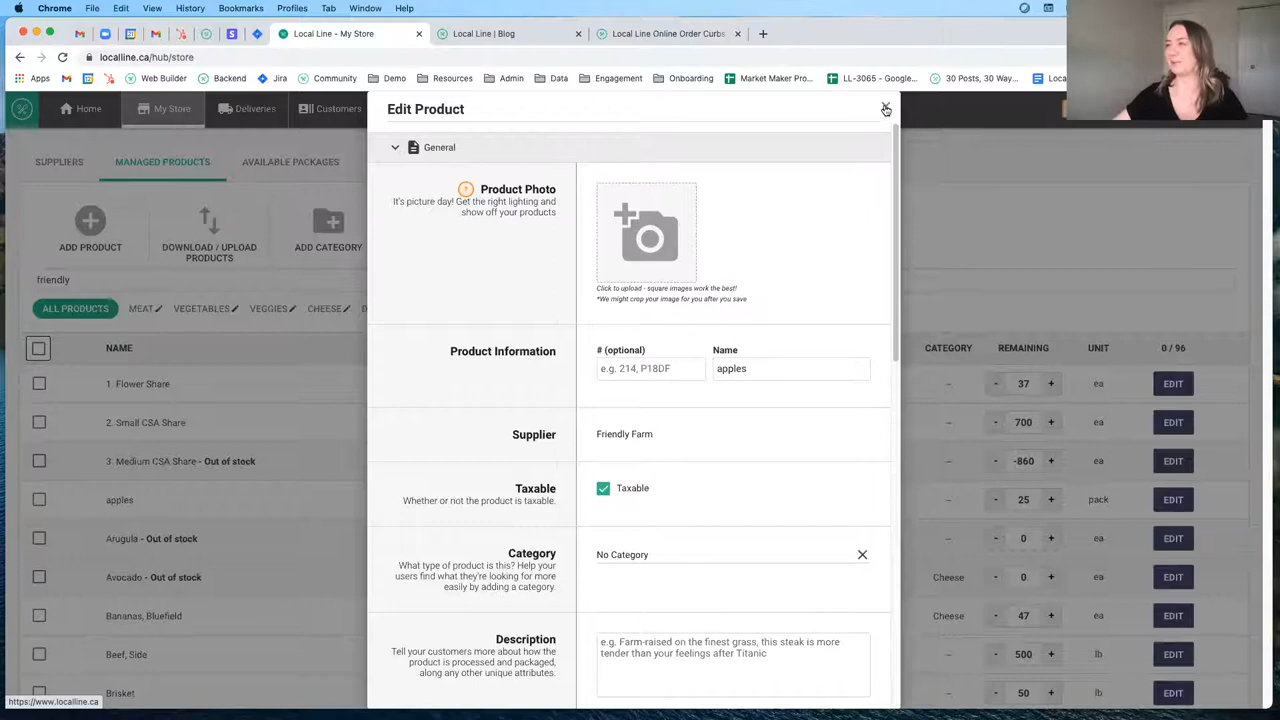 Chrome File Edit View History Bookmarks Profiles Tab Window Help
Local Line - My Store
Local Line | Blog
Local Line Online Order Curbs
localline.ca/hub/store
Apps Web Builder Backend Jira Community Demo Resources Admin Data Engagement Onboarding Market Maker Pro... LL-3065 - Google... 30 Posts, 30 Way... Local
Home My Store Deliveries Customers
SUPPLIERS MANAGED PRODUCTS AVAILABLE PACKAGES
ADD PRODUCT
DOWNLOAD / UPLOAD
PRODUCTS
ADD CATEGORY
friendly
ALL PRODUCTS MEAT VEGETABLES VEGGIES CHEESE D
NAME CATEGORY REMAINING UNIT 0 / 96
1. Flower Share – - 37 + ea EDIT
2. Small CSA Share – - 700 + ea EDIT
3. Medium CSA Share - Out of stock – - -860 + ea EDIT
apples – - 25 + pack EDIT
Arugula - Out of stock – - 0 + ea EDIT
Avocado - Out of stock Cheese - 0 + ea EDIT
Bananas, Bluefield Cheese - 47 + ea EDIT
Beef, Side – - 500 + lb EDIT
Brisket – - 50 + lb EDIT
Edit Product
General
Product Photo
It's picture day! Get the right lighting and
show off your products
Click to upload - square images work the best!
*We might crop your image for you after you save
Product Information
# (optional) Name
e.g. 214, P18DF apples
Supplier Friendly Farm
Taxable
Whether or not the product is taxable.
Taxable
Category
What type of product is this? Help your
users find what they're looking for more
easily by adding a category.
No Category
Description
Tell your customers more about how the
product is processed and packaged,
along any other unique attributes.
e.g. Farm-raised on the finest grass, this steak is more
tender than your feelings after Titanic
https://www.localline.ca